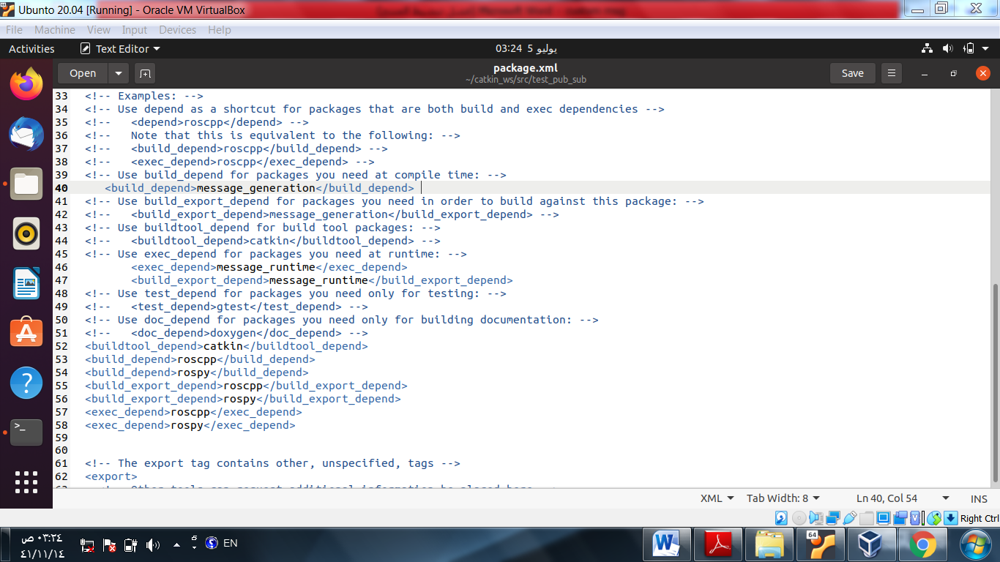 Ubunto 20.04 [Running] - Oracle VM VirtualBox
File Machine View Input Devices Help
Activities Text Editor 03:24 5 يوليو
Open package.xml Save
~/catkin_ws/src/test_pub_sub
33 <!-- Examples: -->
34 <!-- Use depend as a shortcut for packages that are both build and exec dependencies -->
35 <!-- <depend>roscpp</depend> -->
36 <!-- Note that this is equivalent to the following: -->
37 <!-- <build_depend>roscpp</build_depend> -->
38 <!-- <exec_depend>roscpp</exec_depend> -->
39 <!-- Use build_depend for packages you need at compile time: -->
40 <build_depend>message_generation</build_depend>
41 <!-- Use build_export_depend for packages you need in order to build against this package: -->
42 <!-- <build_export_depend>message_generation</build_export_depend> -->
43 <!-- Use buildtool_depend for build tool packages: -->
44 <!-- <buildtool_depend>catkin</buildtool_depend> -->
45 <!-- Use exec_depend for packages you need at runtime: -->
46 <exec_depend>message_runtime</exec_depend>
47 <build_export_depend>message_runtime</build_export_depend>
48 <!-- Use test_depend for packages you need only for testing: -->
49 <!-- <test_depend>gtest</test_depend> -->
50 <!-- Use doc_depend for packages you need only for building documentation: -->
51 <!-- <doc_depend>doxygen</doc_depend> -->
52 <buildtool_depend>catkin</buildtool_depend>
53 <build_depend>roscpp</build_depend>
54 <build_depend>rospy</build_depend>
55 <build_export_depend>roscpp</build_export_depend>
56 <build_export_depend>rospy</build_export_depend>
57 <exec_depend>roscpp</exec_depend>
58 <exec_depend>rospy</exec_depend>
59
60
61 <!-- The export tag contains other, unspecified, tags -->
62 <export>
XML Tab Width: 8 Ln 40, Col 54 INS
Right Ctrl
٠٣:٢٤ ص
EN
٤١/١١/١٤
64